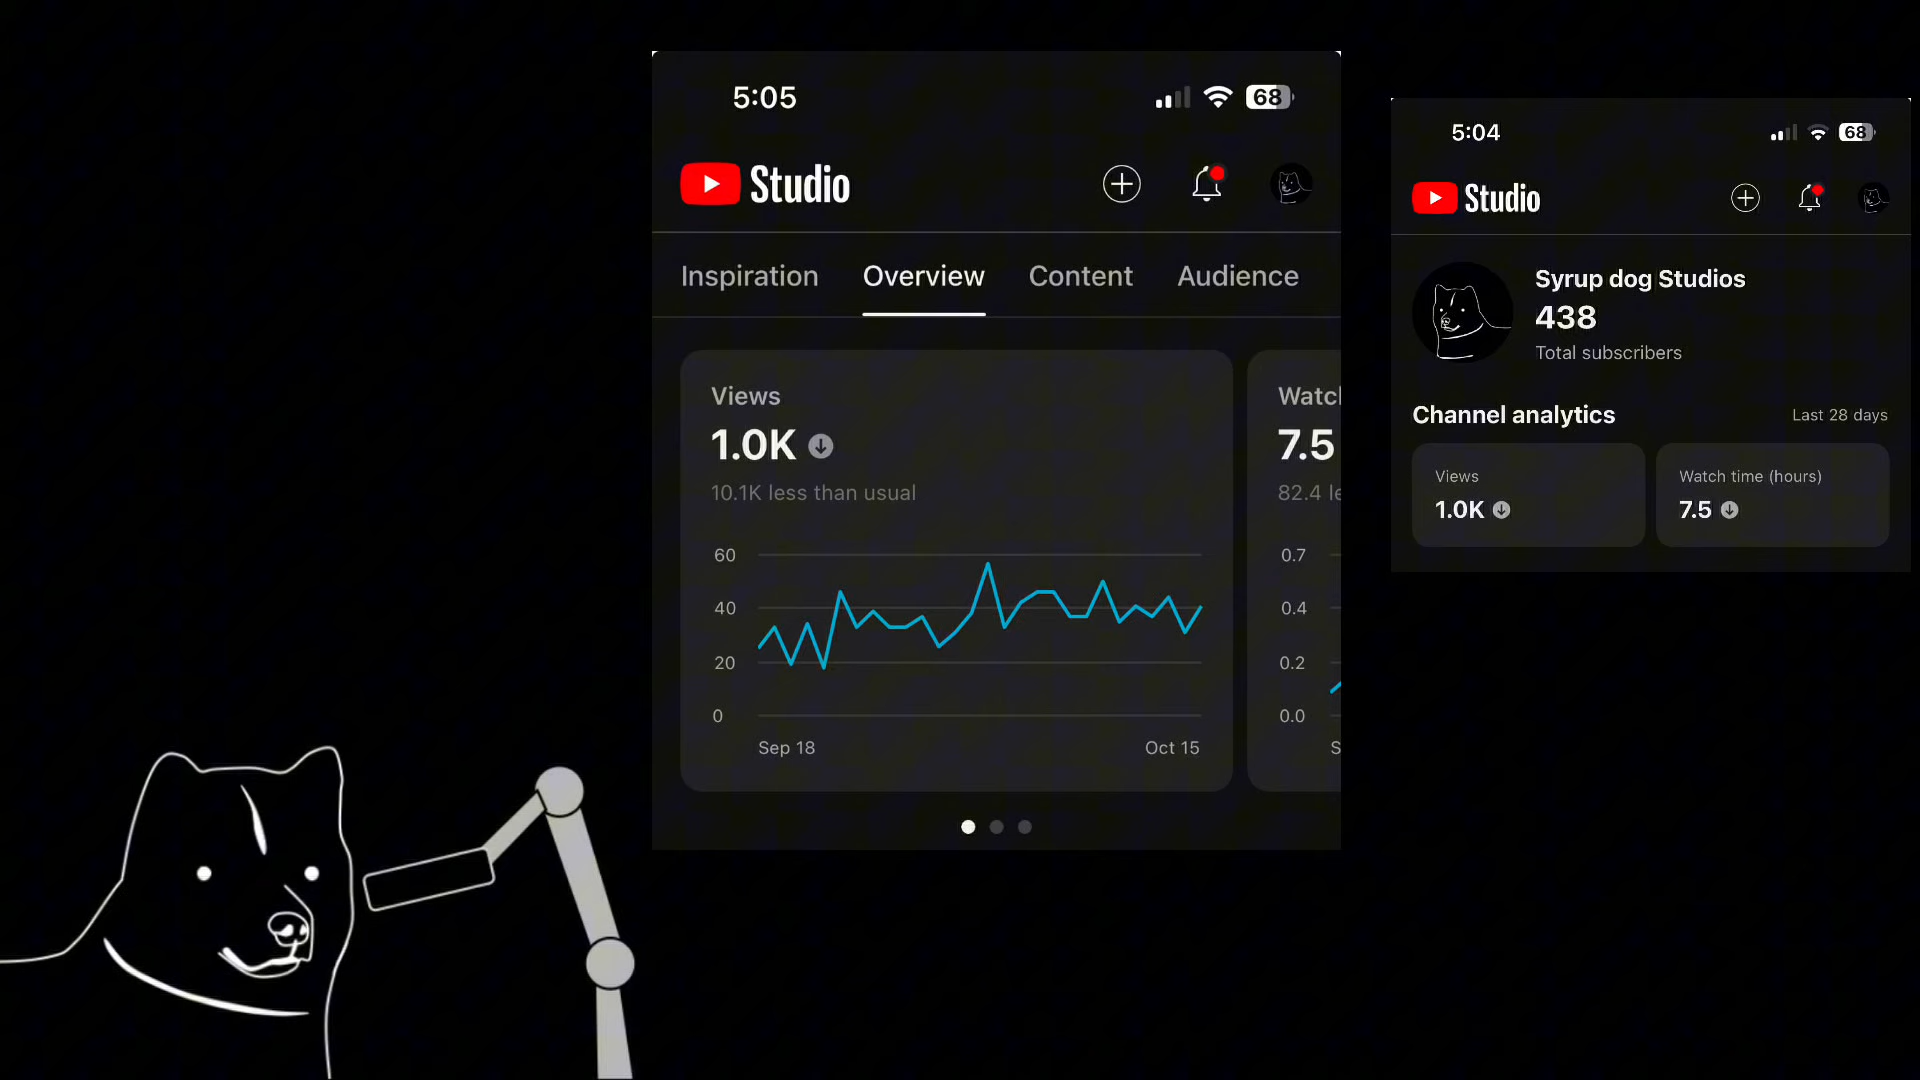 5:05
68
Studio
Inspiration Overview Content Audience
Views
1.0K
10.1K less than usual
60
40
20
0
Sep 18 Oct 15
7.5
82.4
0.7
0.4
0.2
0.0
5:04
68
Studio
Syrup dog Studios
438
Total subscribers
Channel analytics Last 28 days
Views
1.0K
Watch time (hours)
7.5